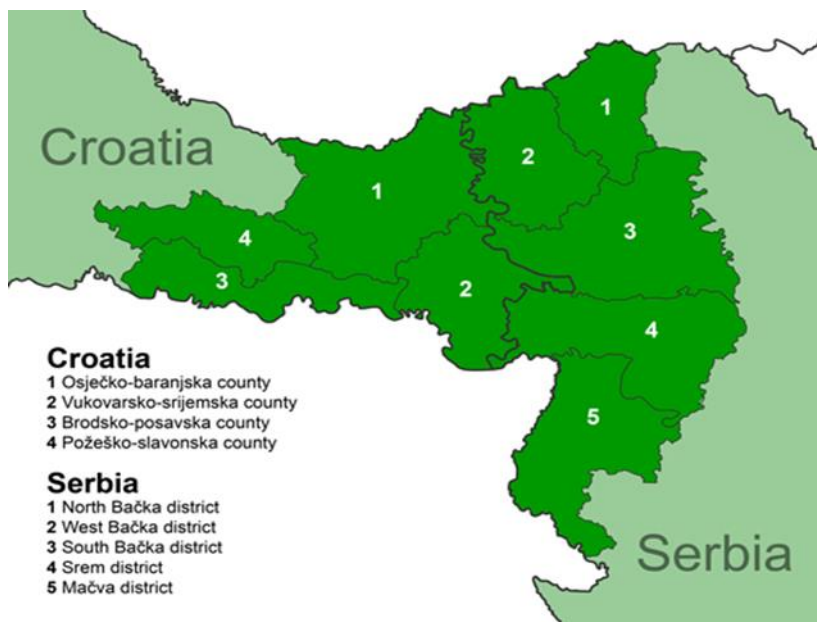 Croatia
1
1
2
3
4
3
2
4
5
Croatia
1 Osječko-baranjska county
2 Vukovarsko-srijemska county
3 Brodsko-posavska county
4 Požeško-slavonska county
Serbia
1 North Bačka district
2 West Bačka district
3 South Bačka district
4 Srem district
5 Mačva district
Serbia